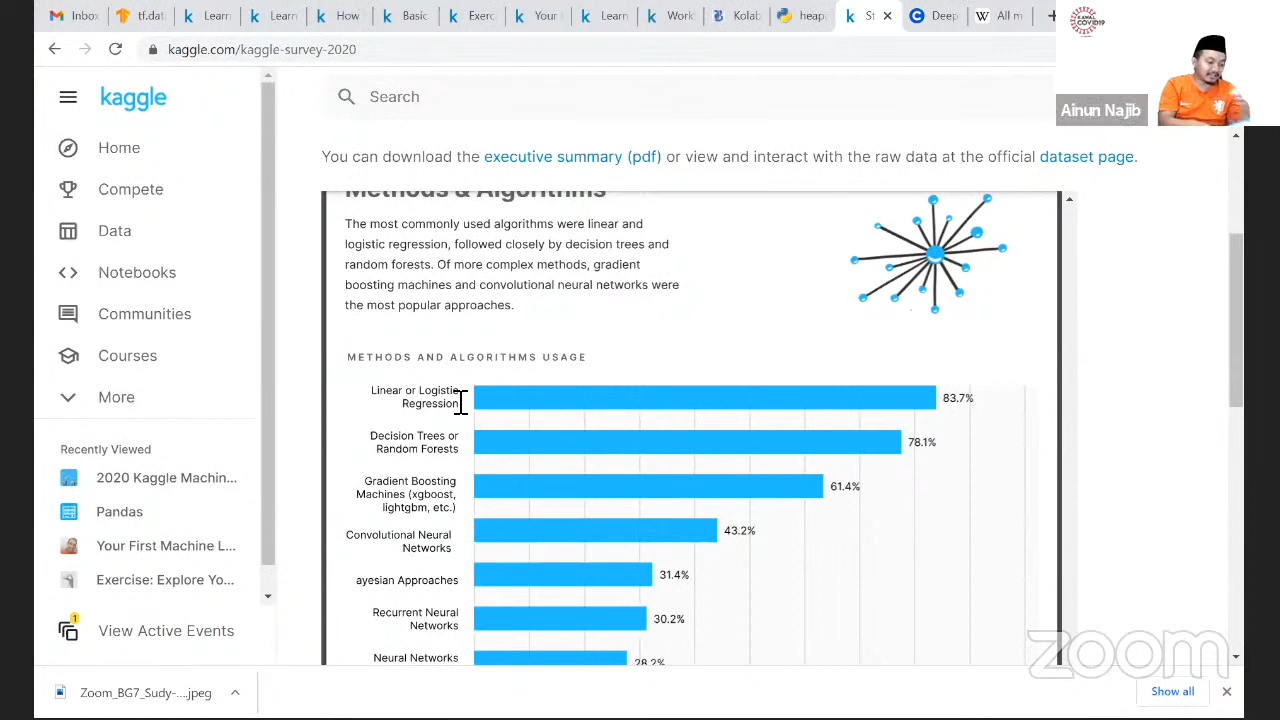 Inbox
tf.data
Learn
Learn
How
Basic
Exerc
Your
Learn
Work
Kolab
heapq
St
Deep
All m
kaggle.com/kaggle-survey-2020
KAWAL
COVID19
Ainun Najib
kaggle
Search
Home
Compete
Data
Notebooks
Communities
Courses
More
Recently Viewed
2020 Kaggle Machin...
Pandas
Your First Machine L...
Exercise: Explore Yo...
1
View Active Events
You can download the executive summary (pdf) or view and interact with the raw data at the official dataset page.
Methods & Algorithms
The most commonly used algorithms were linear and
logistic regression, followed closely by decision trees and
random forests. Of more complex methods, gradient
boosting machines and convolutional neural networks were
the most popular approaches.
METHODS AND ALGORITHMS USAGE
Linear or Logistic
Regression
83.7%
Decision Trees or
Random Forests
78.1%
Gradient Boosting
Machines (xgboost,
lightgbm, etc.)
61.4%
Convolutional Neural
Networks
43.2%
ayesian Approaches
31.4%
Recurrent Neural
Networks
30.2%
Neural Networks
28.2%
zoom
Zoom_BG7_Sudy-....jpeg
Show all